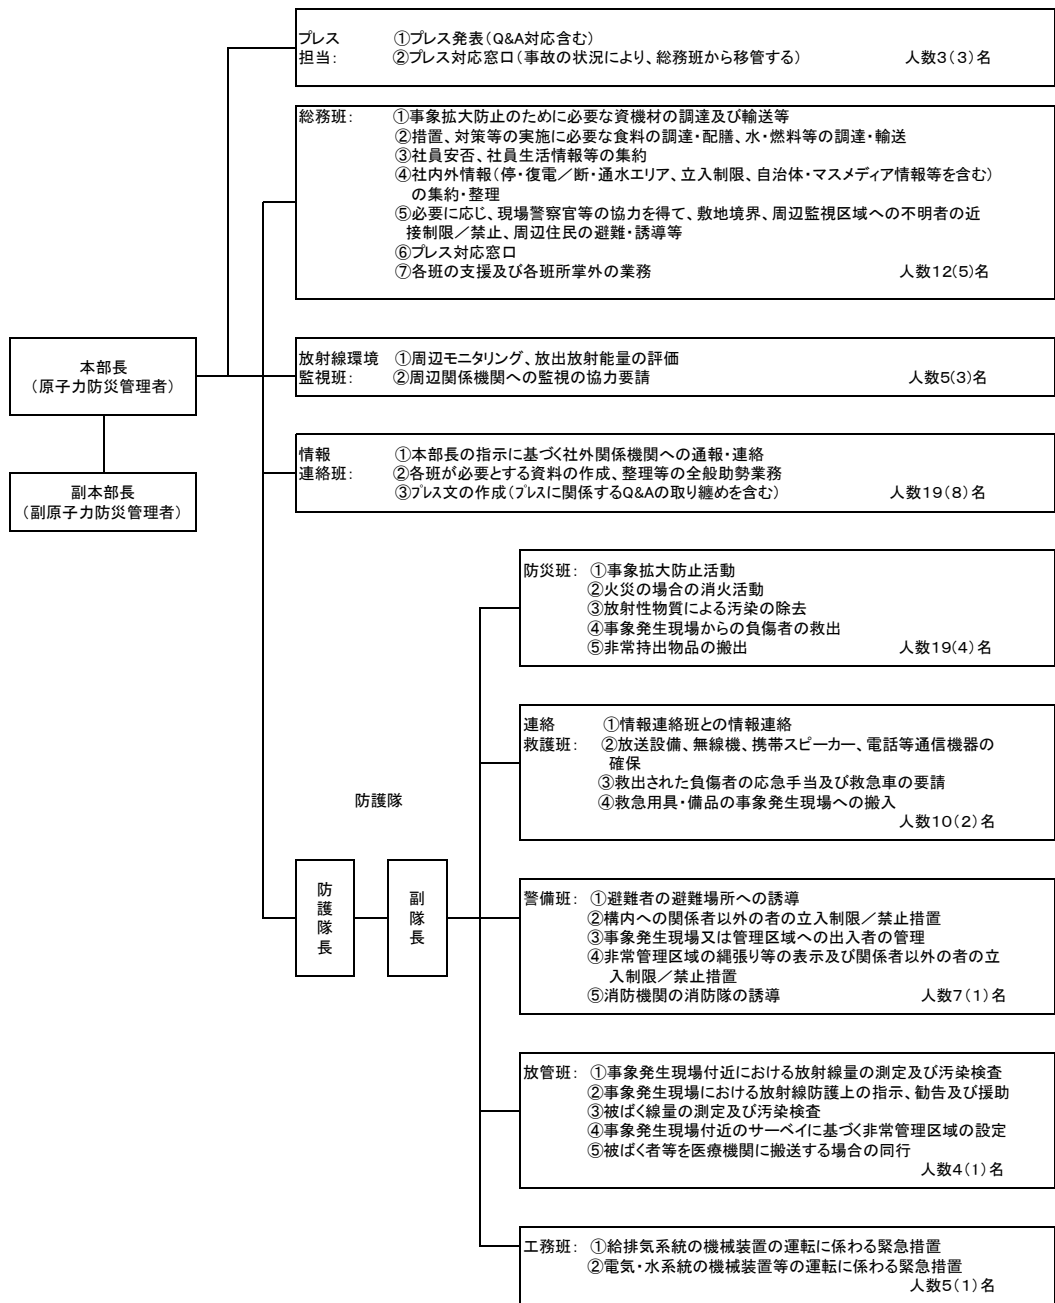 プレス ①プレス発表(Q&A対応含む)
担当: ②プレス対応窓口(事故の状況により、総務班から移管する) 人数3(3)名
総務班: ①事象拡大防止のために必要な資機材の調達及び輸送等
②措置、対策等の実施に必要な食料の調達・配膳、水・燃料等の調達・輸送
③社員安否、社員生活情報等の集約
④社内外情報(停・復電/断・通水エリア、立入制限、自治体・マスメディア情報等を含む)
の集約・整理
⑤必要に応じ、現場警察官等の協力を得て、敷地境界、周辺監視区域への不明者の近
接制限/禁止、周辺住民の避難・誘導等
⑥プレス対応窓口
⑦各班の支援及び各班所掌外の業務 人数12(5)名
本部長
(原子力防災管理者)
副本部長
(副原子力防災管理者)
放射線環境 ①周辺モニタリング、放出放射能量の評価
監視班: ②周辺関係機関への監視の協力要請 人数5(3)名
情報 ①本部長の指示に基づく社外関係機関への通報・連絡
連絡班: ②各班が必要とする資料の作成、整理等の全般助勢業務
③プレス文の作成(プレスに関係するQ&Aの取り纏めを含む) 人数19(8)名
防護隊
防護隊長
副隊長
防災班: ①事象拡大防止活動
②火災の場合の消火活動
③放射性物質による汚染の除去
④事象発生現場からの負傷者の救出
⑤非常持出物品の搬出 人数19(4)名
連絡 ①情報連絡班との情報連絡
救護班: ②放送設備、無線機、携帯スピーカー、電話等通信機器の
確保
③救出された負傷者の応急手当及び救急車の要請
④救急用具・備品の事象発生現場への搬入
人数10(2)名
警備班: ①避難者の避難場所への誘導
②構内への関係者以外の者の立入制限/禁止措置
③事象発生現場又は管理区域への出入者の管理
④非常管理区域の縄張り等の表示及び関係者以外の者の立
入制限/禁止措置
⑤消防機関の消防隊の誘導 人数7(1)名
放管班: ①事象発生現場付近における放射線量の測定及び汚染検査
②事象発生現場における放射線防護上の指示、勧告及び援助
③被ばく線量の測定及び汚染検査
④事象発生現場付近のサーベイに基づく非常管理区域の設定
⑤被ばく者等を医療機関に搬送する場合の同行
人数4(1)名
工務班: ①給排気系統の機械装置の運転に係わる緊急措置
②電気・水系統の機械装置等の運転に係わる緊急措置
人数5(1)名